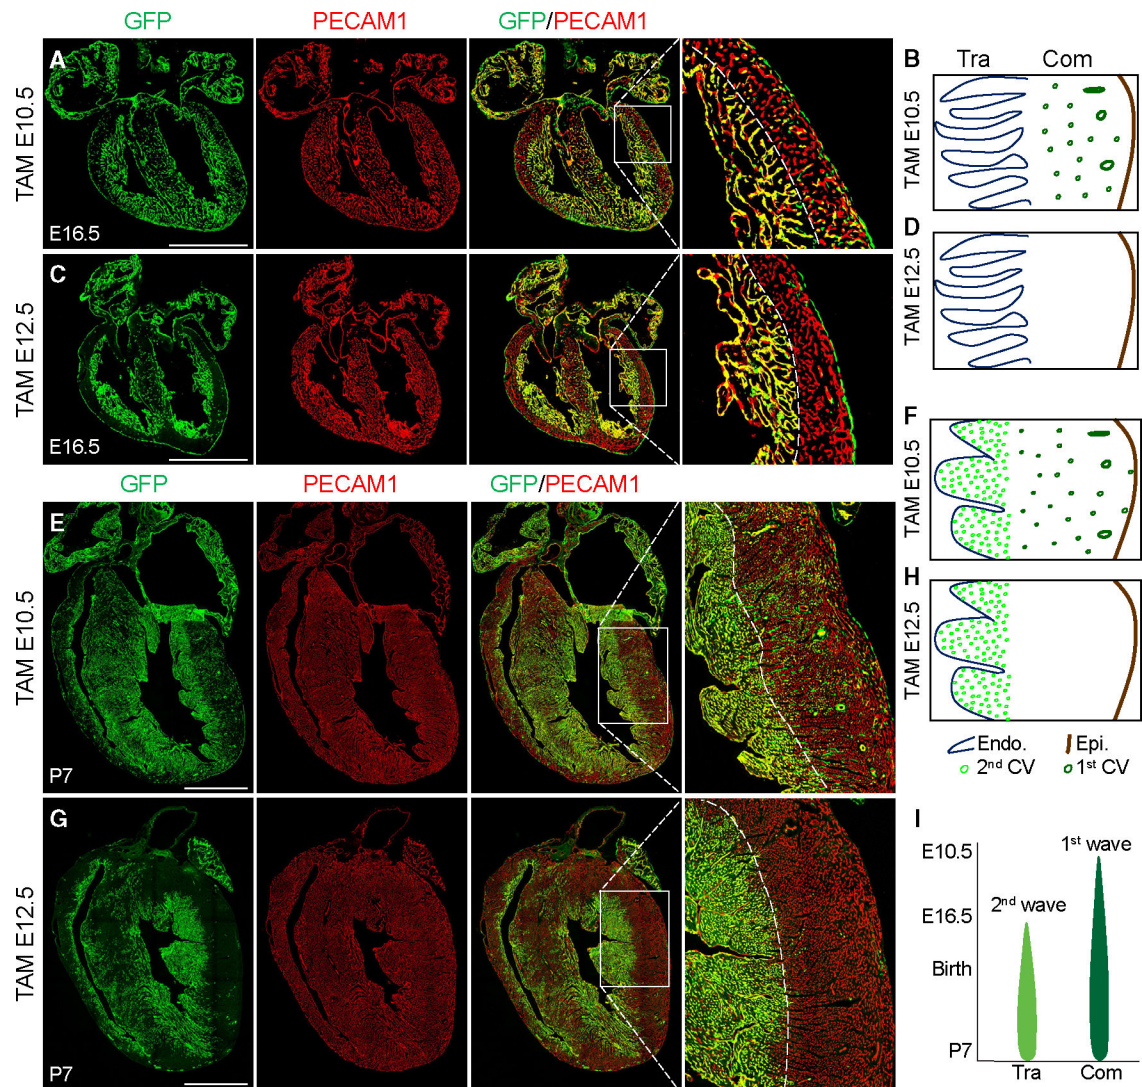 GFP PECAM1 GFP/PECAM1
A
TAM E10.5
E16.5
B
Tra Com
TAM E10.5
C
TAM E12.5
E16.5
D
TAM E12.5
GFP PECAM1 GFP/PECAM1
E
TAM E10.5
P7
F
TAM E10.5
H
TAM E12.5
Endo. Epi.
2nd CV 1st CV
G
TAM E12.5
P7
I
E10.5
1st wave
E16.5
2nd wave
Birth
P7
Tra Com